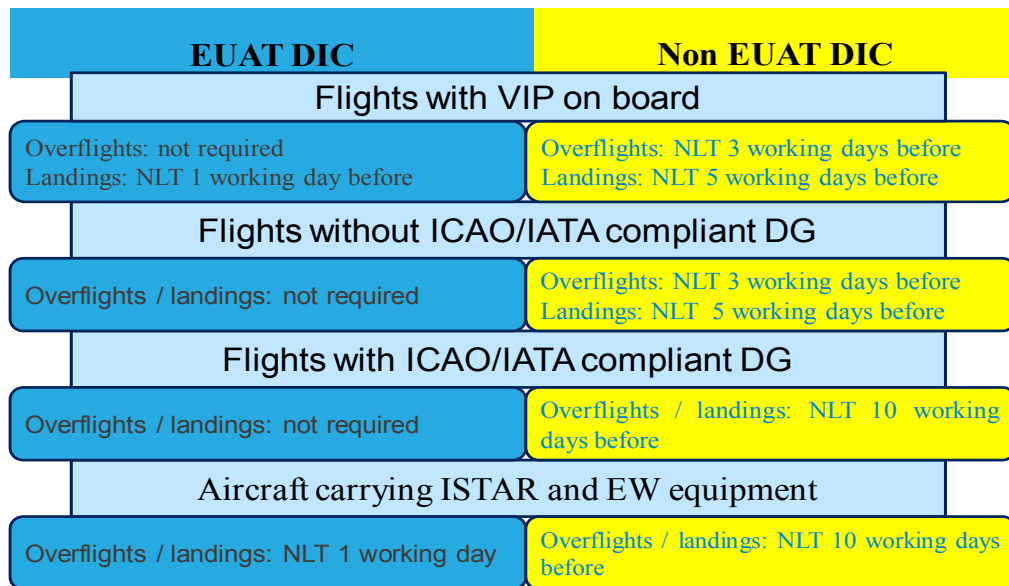 EUAT DIC
Non EUAT DIC
Flights with VIP on board
Overflights: not required
Landings: NLT 1 working day before
Overflights: NLT 3 working days before
Landings: NLT 5 working days before
Flights without ICAO/IATA compliant DG
Overflights / landings: not required
Overflights: NLT 3 working days before
Landings: NLT 5 working days before
Flights with ICAO/IATA compliant DG
Overflights / landings: not required
Overflights / landings: NLT 10 working
days before
Aircraft carrying ISTAR and EW equipment
Overflights / landings: NLT 1 working day
Overflights / landings: NLT 10 working days
before